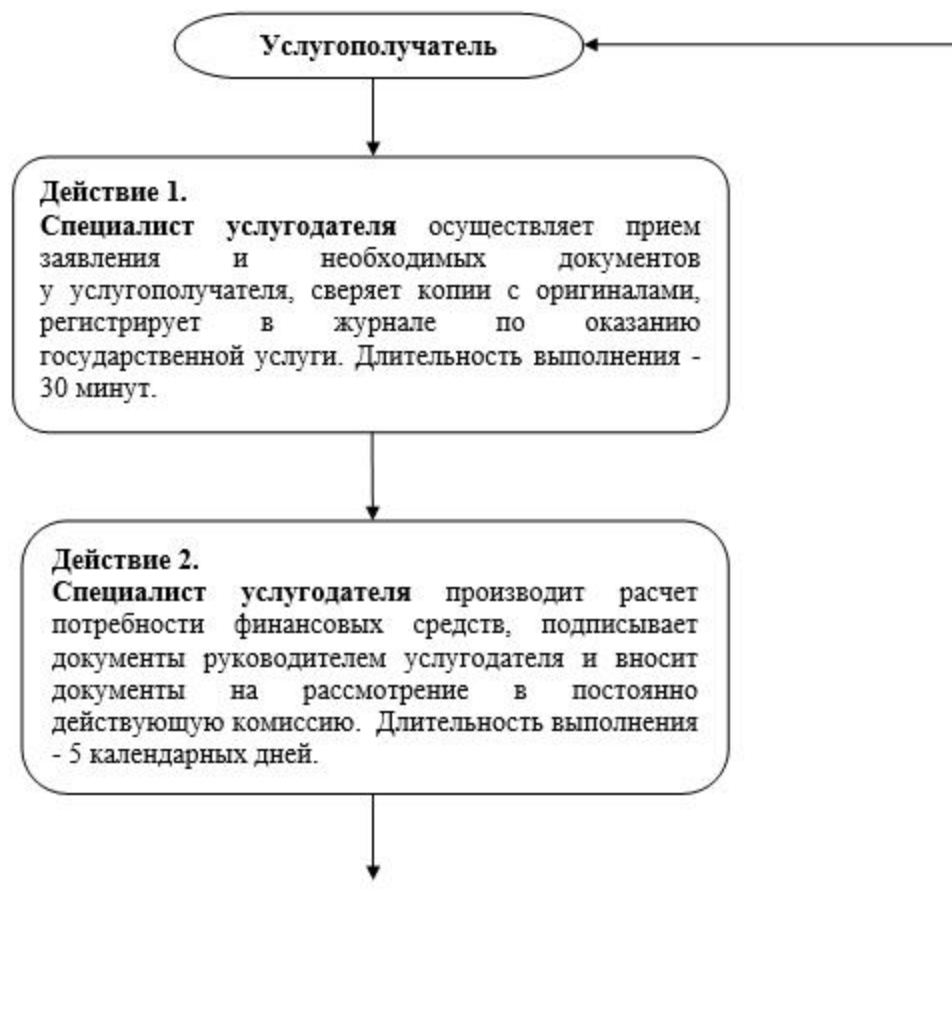 Услугополучатель
Действие 1.
Специалист услугодателя осуществляет прием
заявления и необходимых документов
у услугополучателя, сверяет копии с оригиналами,
регистрирует в журнале по оказанию
государственной услуги. Длительность выполнения -
30 минут.
Действие 2.
Специалист услугодателя производит расчет
потребности финансовых средств, подписывает
документы руководителем услугодателя и вносит
документы на рассмотрение в постоянно
действующую комиссию. Длительность выполнения
- 5 календарных дней.